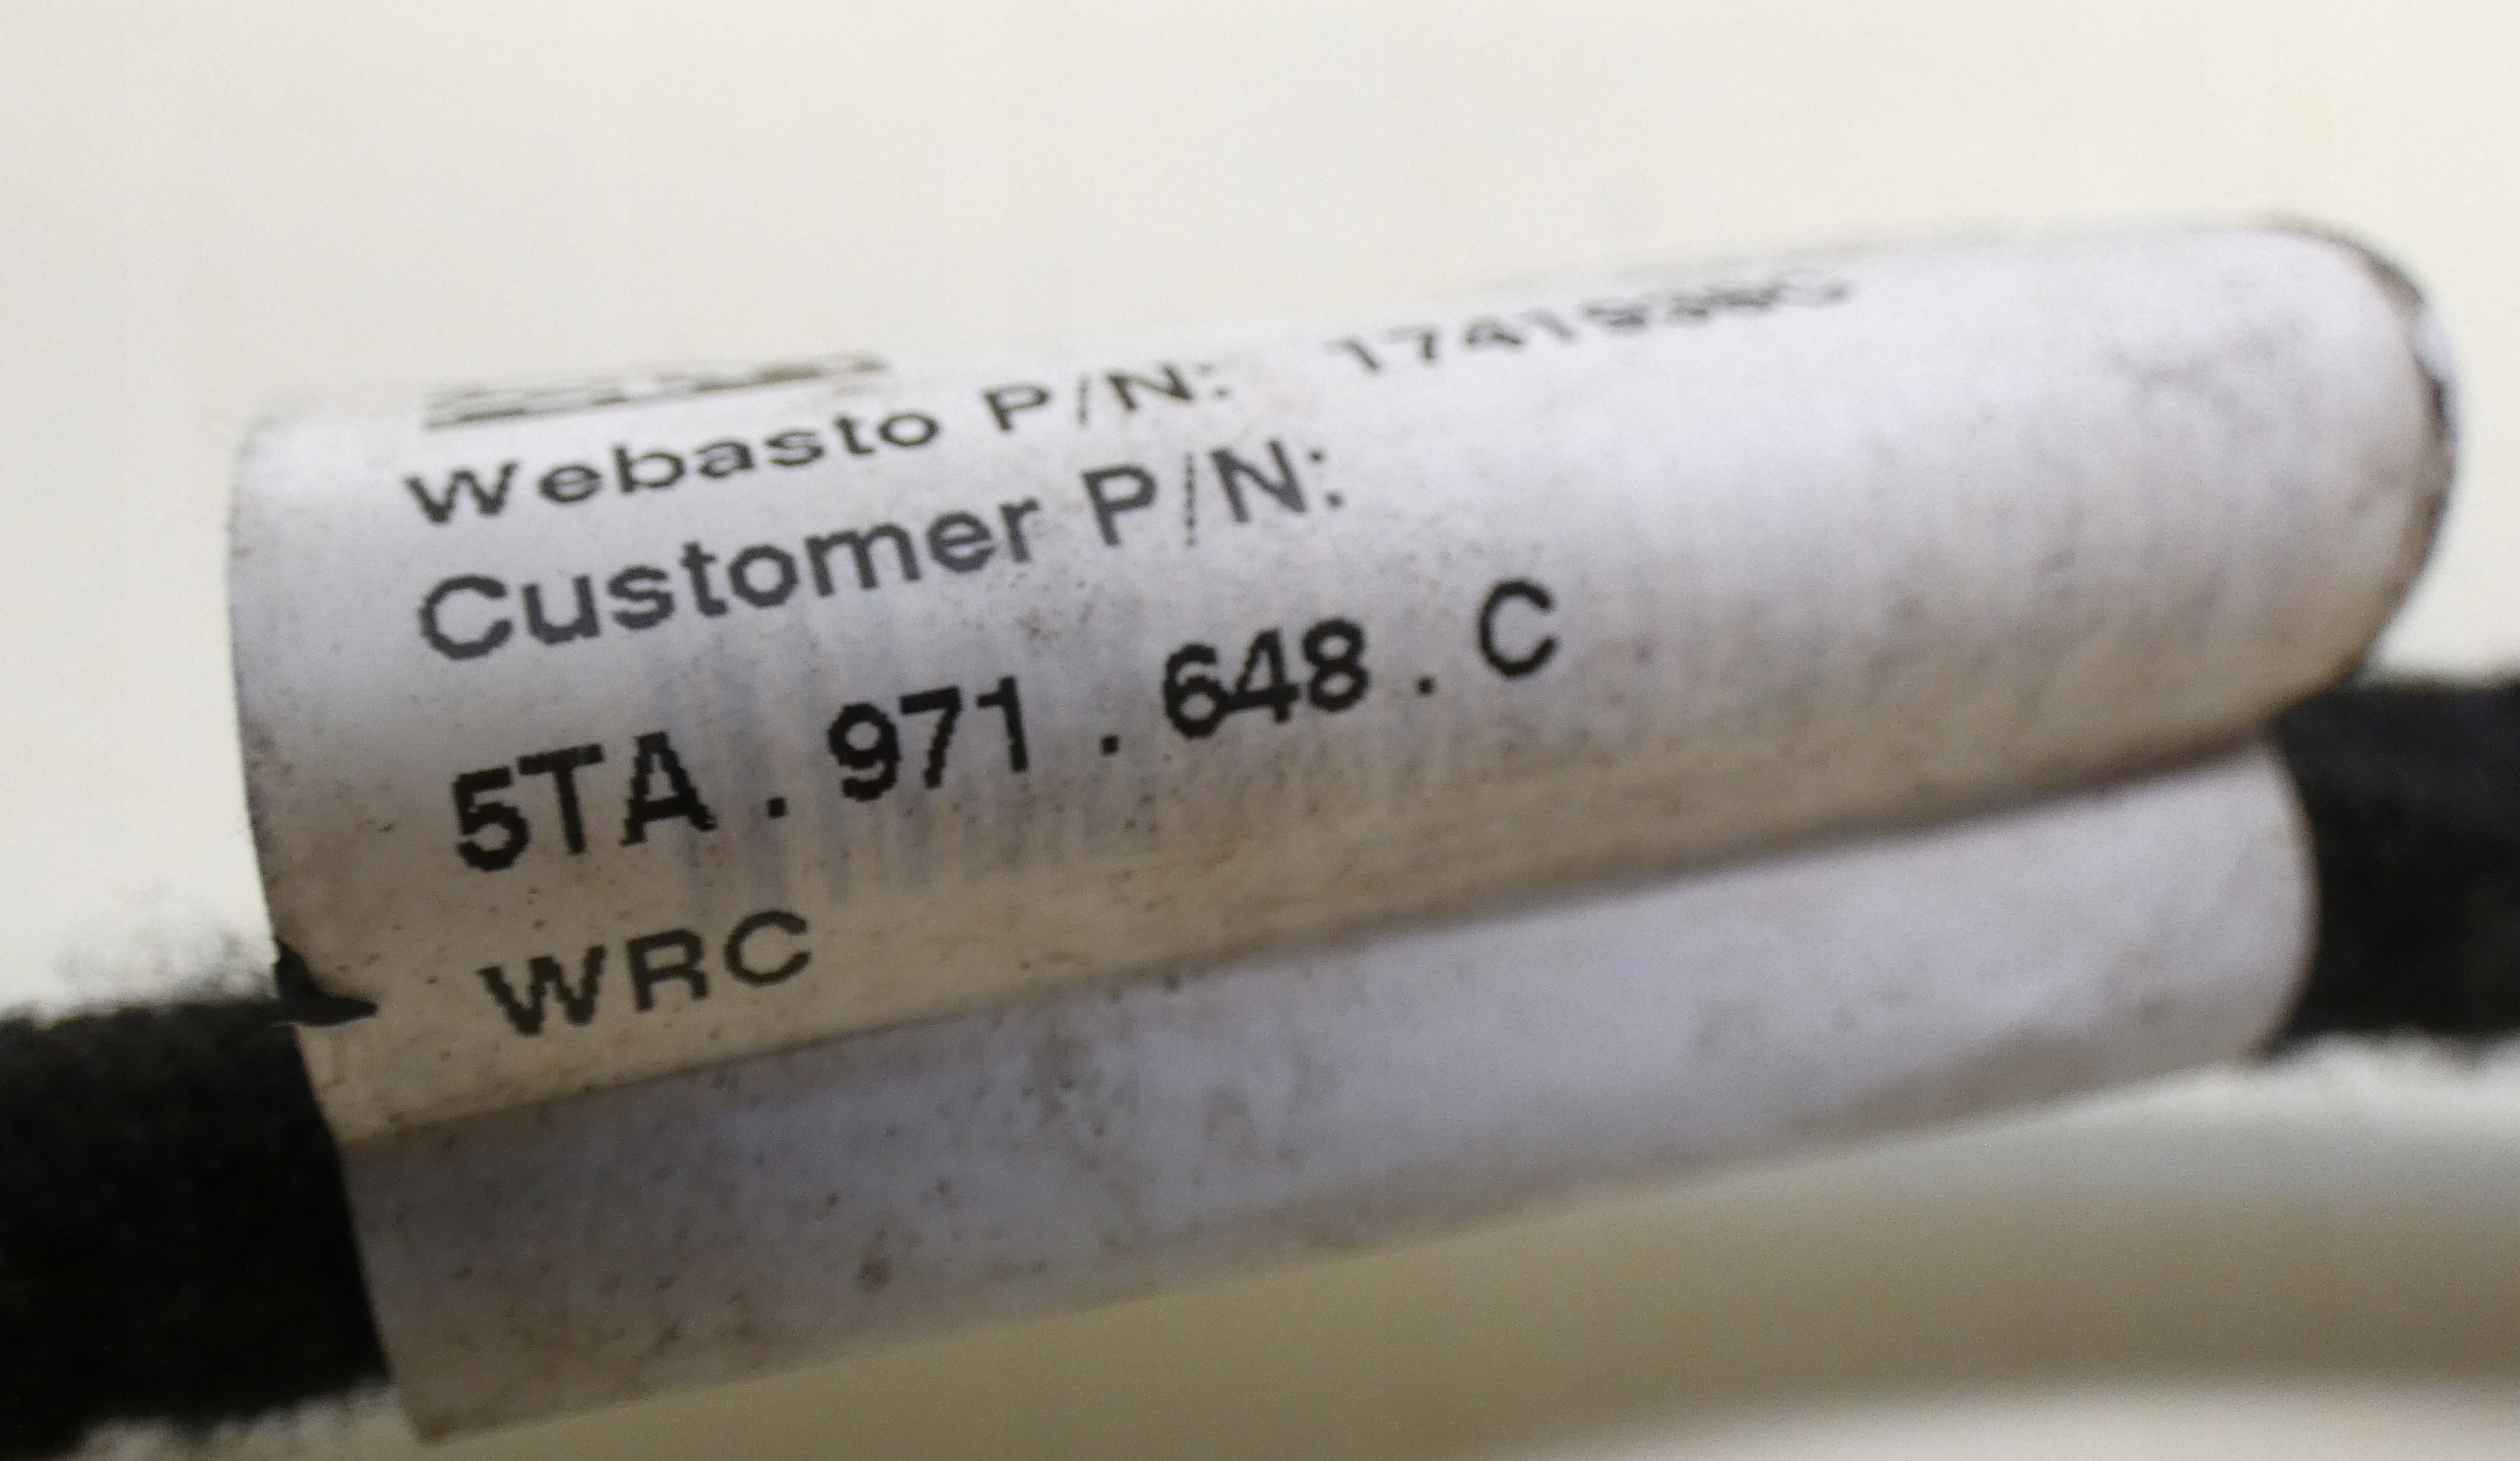 Webasto P/N:
Customer P/N:
5TA . 971 . 648 . C
WRC